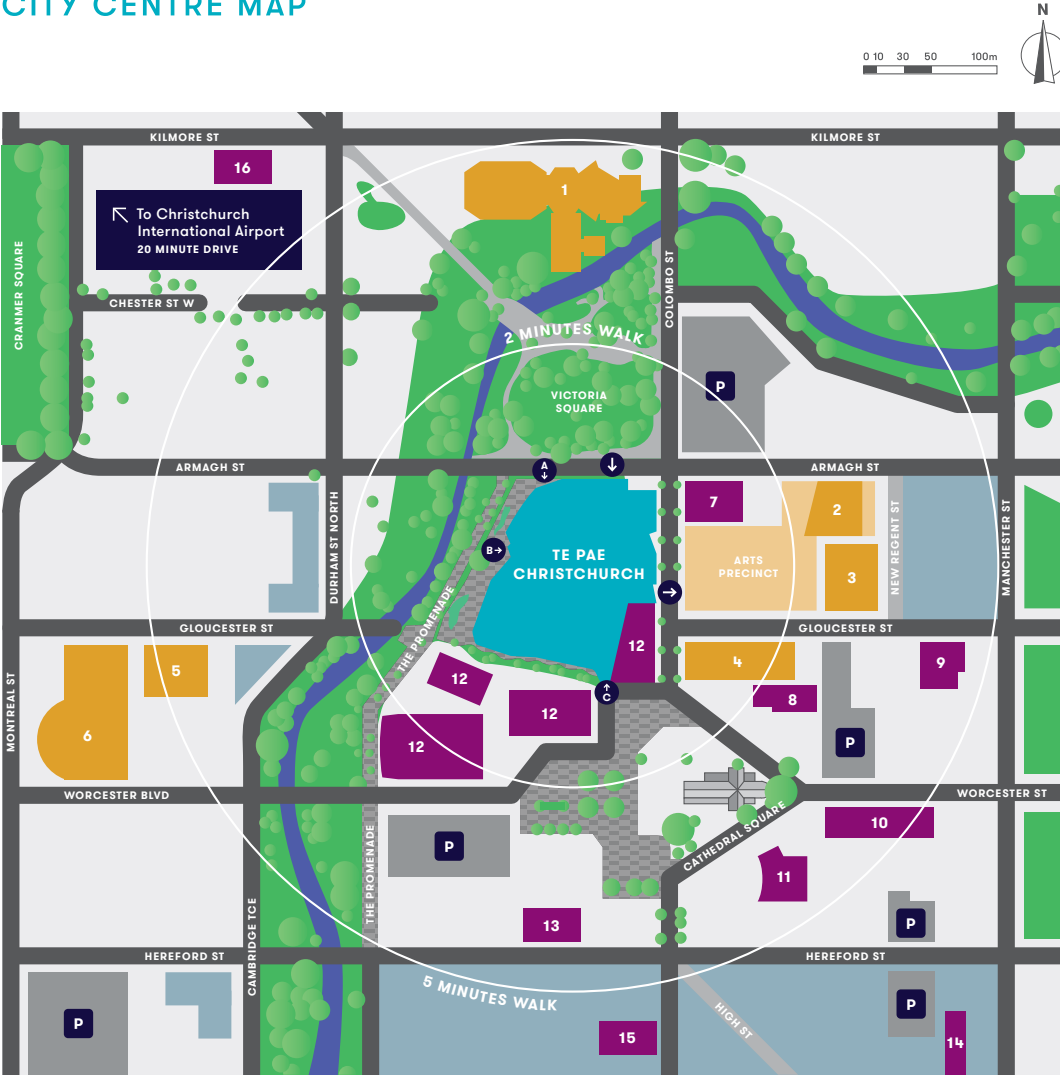 CITY CENTRE MAP
N
0 10 30 50 100m
KILMORE ST
KILMORE ST
16
1
To Christchurch
International Airport
20 MINUTE DRIVE
CRANMER SQUARE
CHESTER ST W
COLOMBO ST
2 MINUTES WALK
P
VICTORIA
SQUARE
ARMAGH ST
A
ARMAGH ST
7
2
DURHAM ST NORTH
NEW REGENT ST
MANCHESTER ST
B
TE PAE
CHRISTCHURCH
ARTS
PRECINCT
3
THE PROMENADE
GLOUCESTER ST
GLOUCESTER ST
12
5
4
9
MONTREAL ST
12
C
8
12
6
12
P
WORCESTER BLVD
WORCESTER ST
10
CATHEDRAL SQUARE
P
THE PROMENADE
11
13
P
CAMBRIDGE TCE
HEREFORD ST
HEREFORD ST
5 MINUTES WALK
P
P
HIGH ST
15
14